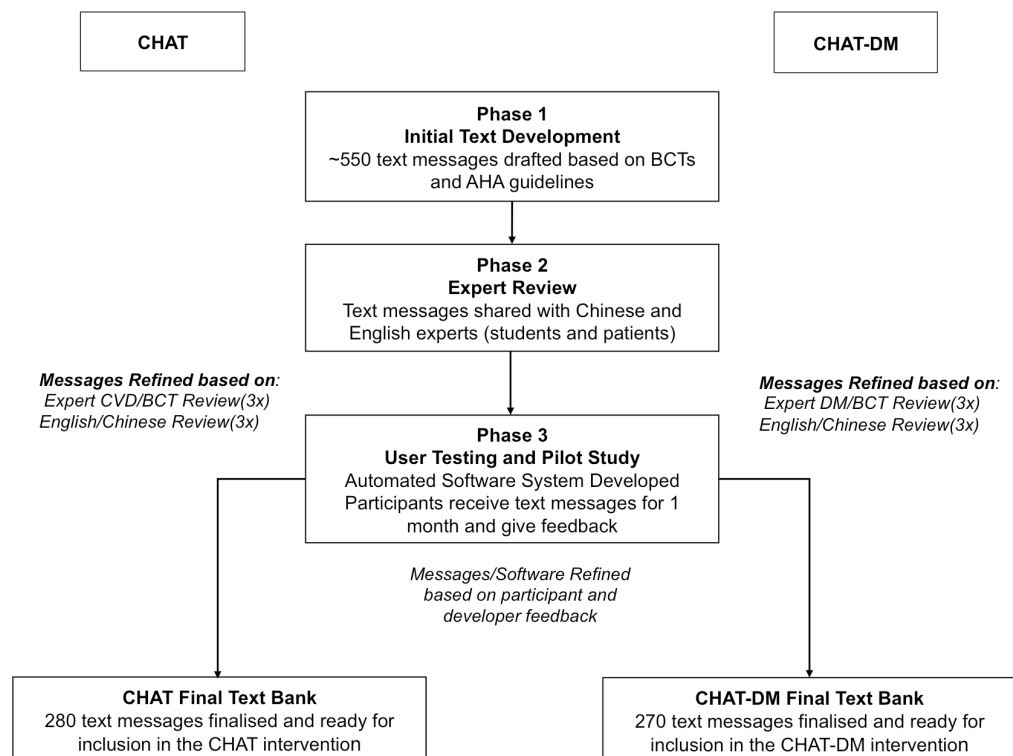 CHAT
CHAT-DM
Phase 1
Initial Text Development
~550 text messages drafted based on BCTs
and AHA guidelines
Phase 2
Expert Review
Text messages shared with Chinese and
English experts (students and patients)
Messages Refined based on:
Expert CVD/BCT Review(3x)
English/Chinese Review(3x)
Messages Refined based on:
Expert DM/BCT Review(3x)
English/Chinese Review(3x)
Phase 3
User Testing and Pilot Study
Automated Software System Developed
Participants receive text messages for 1
month and give feedback
Messages/Software Refined
based on participant and
developer feedback
CHAT Final Text Bank
280 text messages finalised and ready for
inclusion in the CHAT intervention
CHAT-DM Final Text Bank
270 text messages finalised and ready for
inclusion in the CHAT-DM intervention